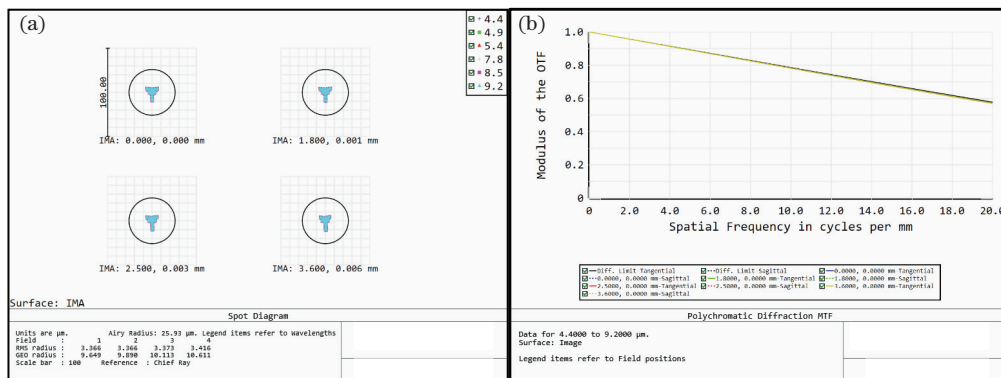 (a)
4.4
4.9
5.4
7.8
8.5
9.2
100.00
IMA: 0.000, 0.000 mm
IMA: 1.800, 0.001 mm
IMA: 2.500, 0.003 mm
IMA: 3.600, 0.006 mm
Surface: IMA
Spot Diagram
Units are µm. Airy Radius: 25.93 µm. Legend items refer to Wavelengths
Field : 1 2 3 4
RMS radius : 3.366 3.366 3.373 3.416
GEO radius : 9.649 9.890 10.113 10.611
Scale bar : 100 Reference : Chief Ray
(b)
Modulus of the OTF
1.0
0.8
0.6
0.4
0.2
0
0 2.0 4.0 6.0 8.0 10.0 12.0 14.0 16.0 18.0 20.0
Spatial Frequency in cycles per mm
Diff. Limit-Tangential Diff. Limit Sagittal 0.0000, 0.0000 mm-Tangential
0.0000, 0.0000 mm-Sagittal 1.8000, 0.0000 mm-Tangential 1.8000, 0.0000 mm-Sagittal
2.5000, 0.0000 mm-Tangential 2.5000, 0.0000 mm-Sagittal 3.6000, 0.0000 mm-Tangential
3.6000, 0.0000 mm-Sagittal
Polychromatic Diffraction MTF
Data for 4.4000 to 9.2000 µm.
Surface: Image
Legend items refer to Field positions